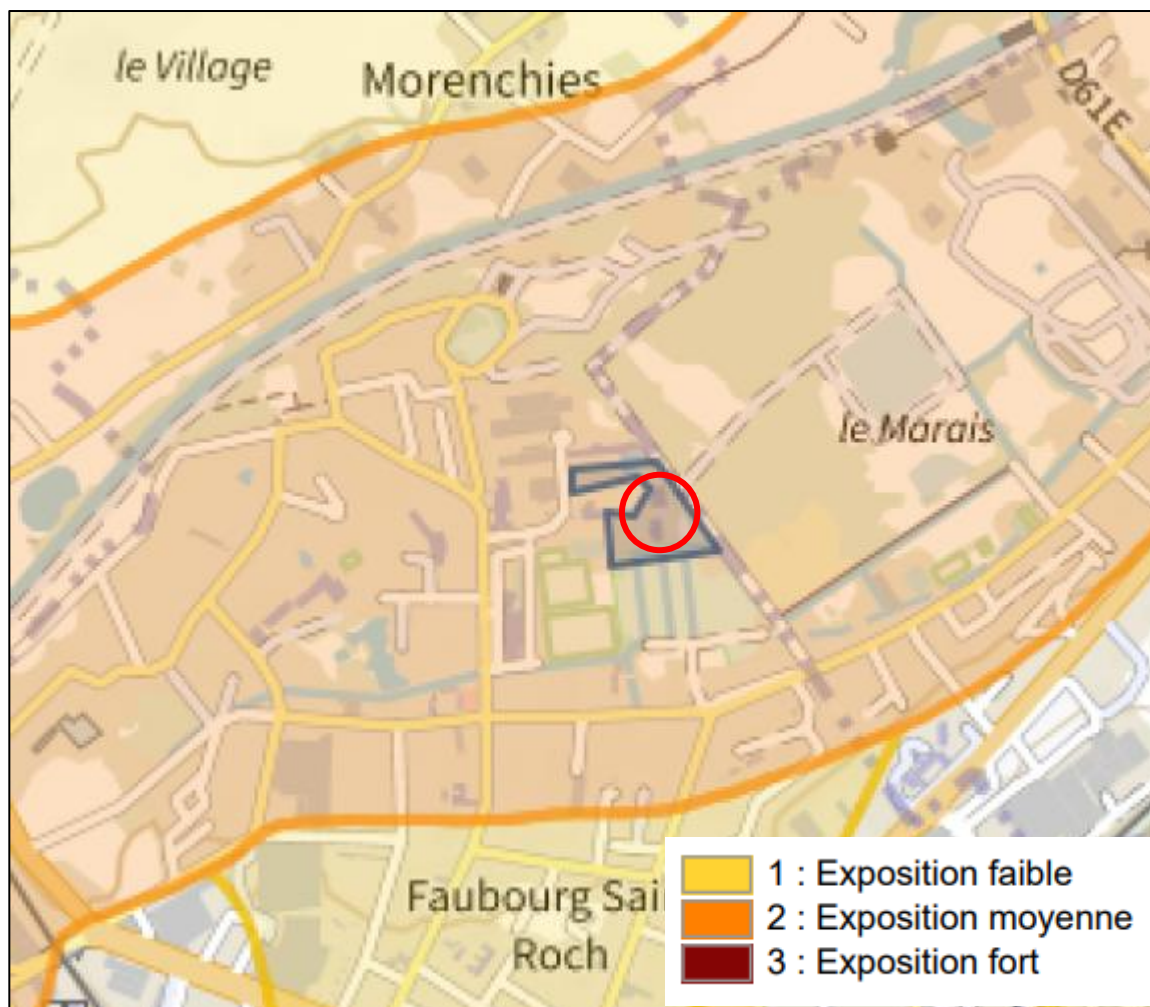 le Village
Morenchies
D61E
le Marais
Faubourg Sai
Roch
1 : Exposition faible
2 : Exposition moyenne
3 : Exposition fort